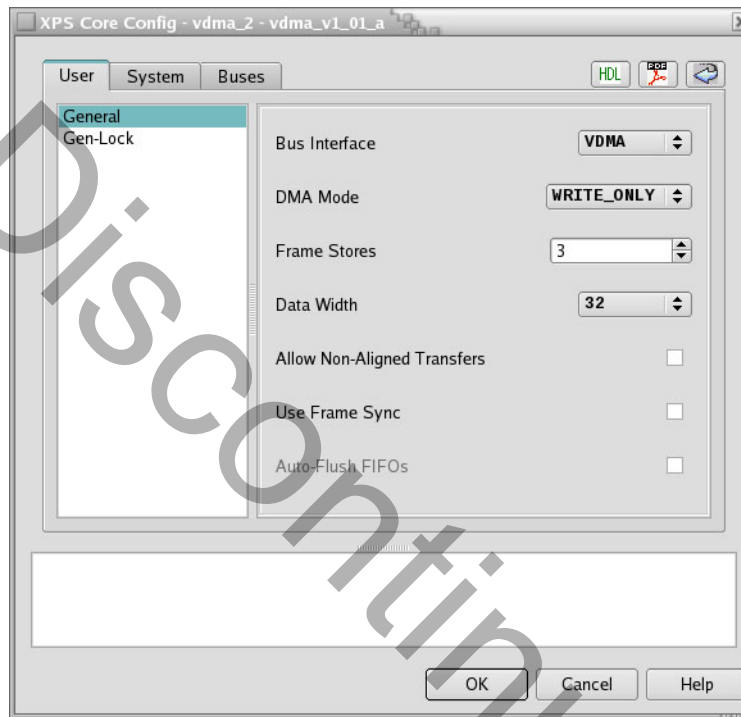 XPS Core Config - vdma_2 - vdma_v1_01_a
User System Buses HDL PDF
General
Gen-Lock
Bus Interface VDMA
DMA Mode WRITE_ONLY
Frame Stores 3
Data Width 32
Allow Non-Aligned Transfers
Use Frame Sync
Auto-Flush FIFOs
OK Cancel Help
Discontin